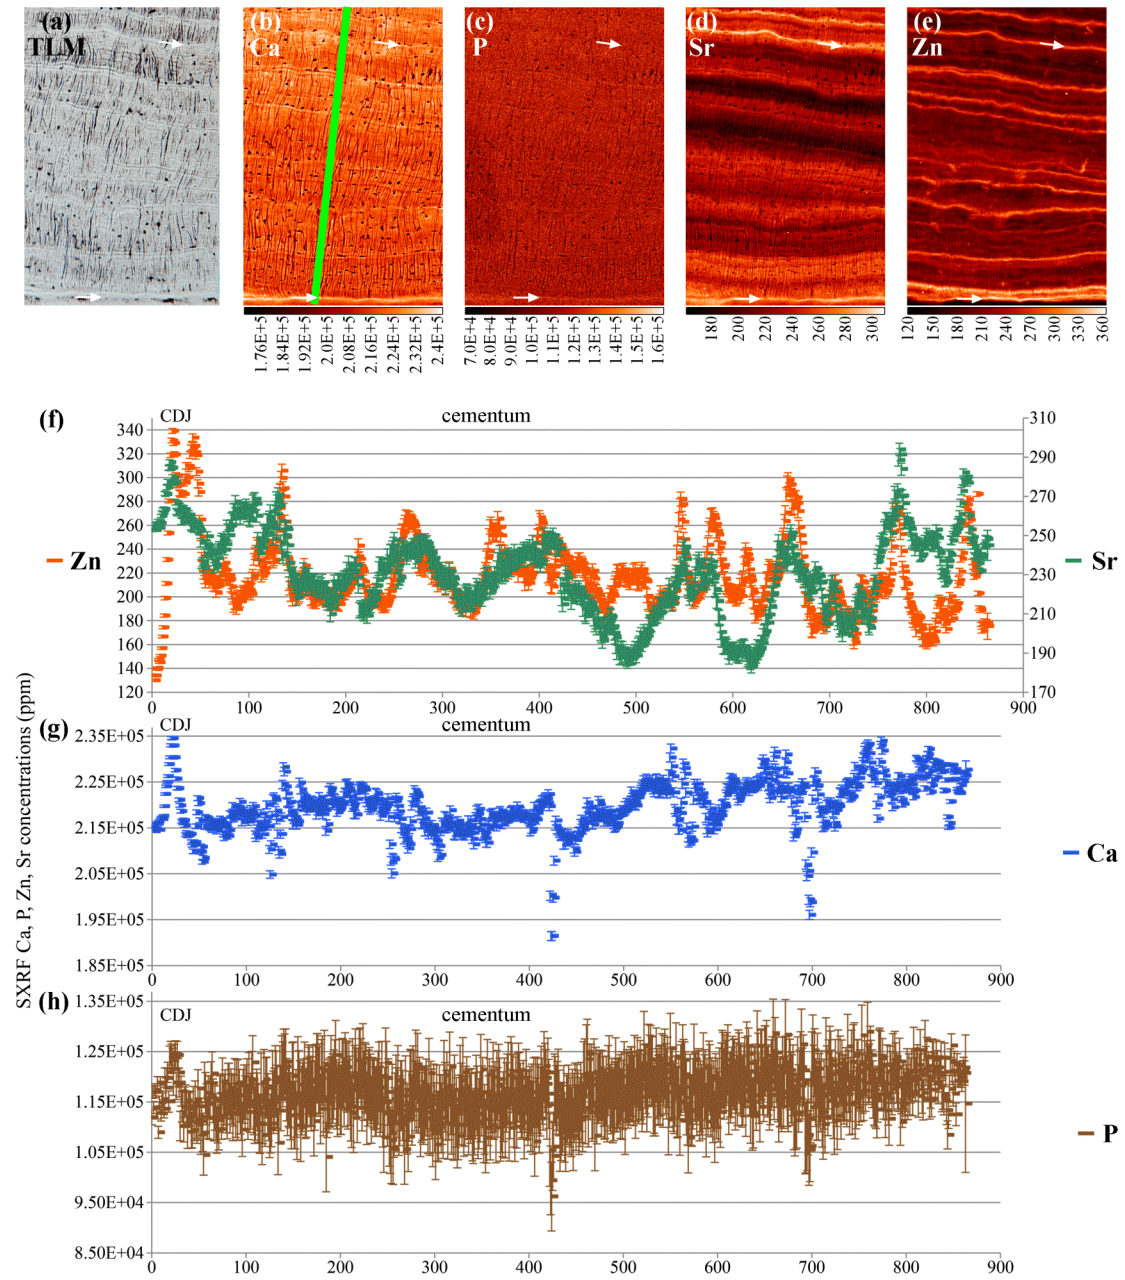 (a)
TLM
(b)
Ca
(c)
P
(d)
Sr
(e)
Zn
1.76E+5
1.84E+5
1.92E+5
2.0E+5
2.08E+5
2.16E+5
2.24E+5
2.32E+5
2.4E+5
7.0E+4
8.0E+4
9.0E+4
1.0E+5
1.1E+5
1.2E+5
1.3E+5
1.4E+5
1.5E+5
1.6E+5
180
200
220
240
260
280
300
120
150
180
210
240
270
300
330
360
(f)
CDJ
cementum
340
320
300
280
260
240
220
200
180
160
140
120
310
290
270
250
230
210
190
170
Zn
Sr
0 100 200 300 400 500 600 700 800 900
SXRF Ca, P, Zn, Sr concentrations (ppm)
(g)
CDJ
cementum
2.35E+05
2.25E+05
2.15E+05
2.05E+05
1.95E+05
1.85E+05
Ca
0 100 200 300 400 500 600 700 800 900
(h)
CDJ
cementum
1.35E+05
1.25E+05
1.15E+05
1.05E+05
9.50E+04
8.50E+04
P
0 100 200 300 400 500 600 700 800 900